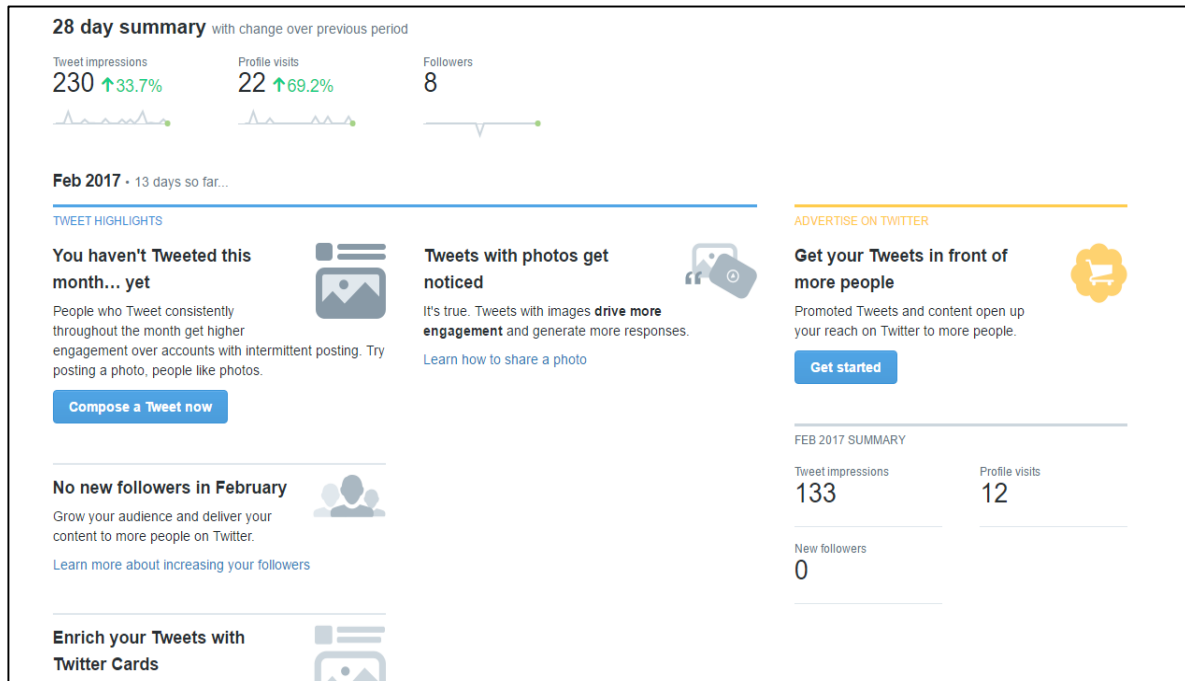 28 day summary with change over previous period
Tweet impressions
230 ↑33.7%
Profile visits
22 ↑69.2%
Followers
8
Feb 2017 • 13 days so far...
TWEET HIGHLIGHTS
You haven't Tweeted this
month... yet
People who Tweet consistently
throughout the month get higher
engagement over accounts with intermittent posting. Try
posting a photo, people like photos.
Compose a Tweet now
Tweets with photos get
noticed
It's true. Tweets with images drive more
engagement and generate more responses.
Learn how to share a photo
No new followers in February
Grow your audience and deliver your
content to more people on Twitter.
Learn more about increasing your followers
Enrich your Tweets with
Twitter Cards
ADVERTISE ON TWITTER
Get your Tweets in front of
more people
Promoted Tweets and content open up
your reach on Twitter to more people.
Get started
FEB 2017 SUMMARY
Tweet impressions
133
Profile visits
12
New followers
0